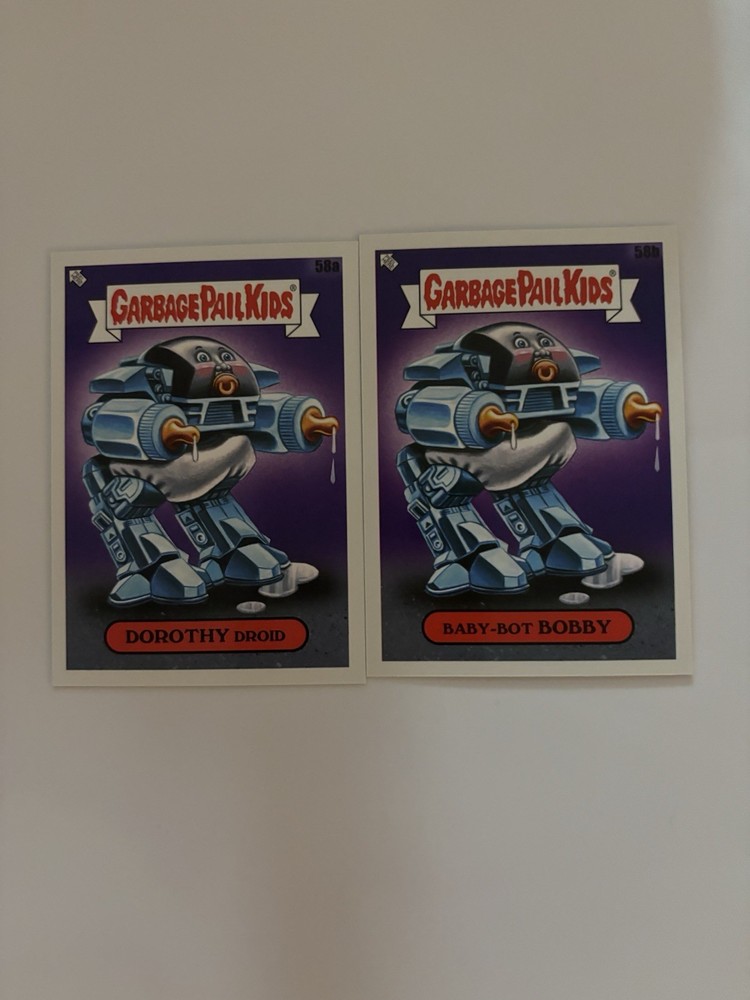 58a
GARBAGE PAIL KIDS®
DOROTHY DROID
58b
GARBAGE PAIL KIDS®
BABY-BOT BOBBY